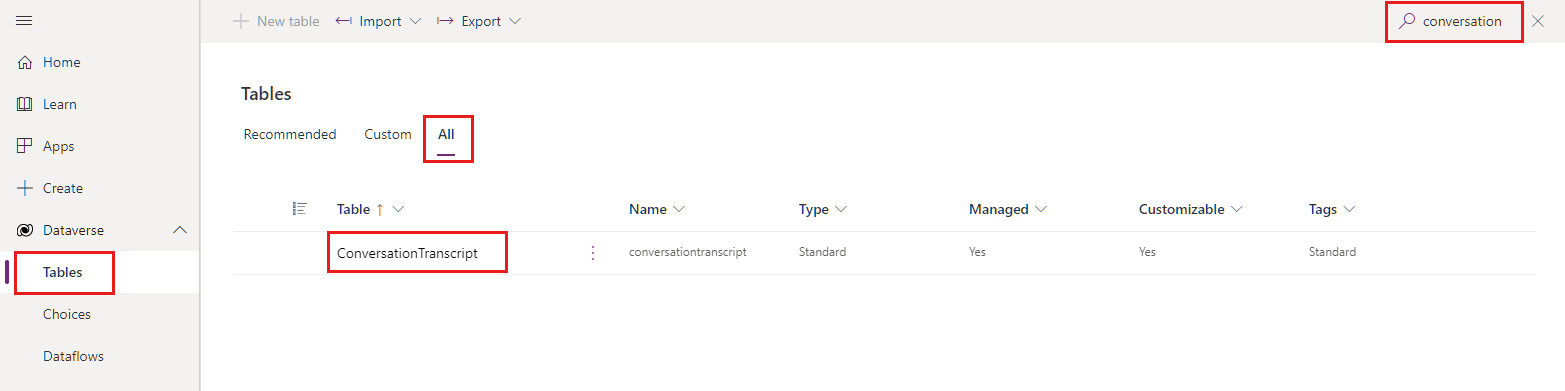 New table Import Export conversation
Home
Learn
Apps
Create
Dataverse
Tables
Choices
Dataflows
Tables
Recommended Custom All
Table Name Type Managed Customizable Tags
ConversationTranscript conversationtranscript Standard Yes Yes Standard